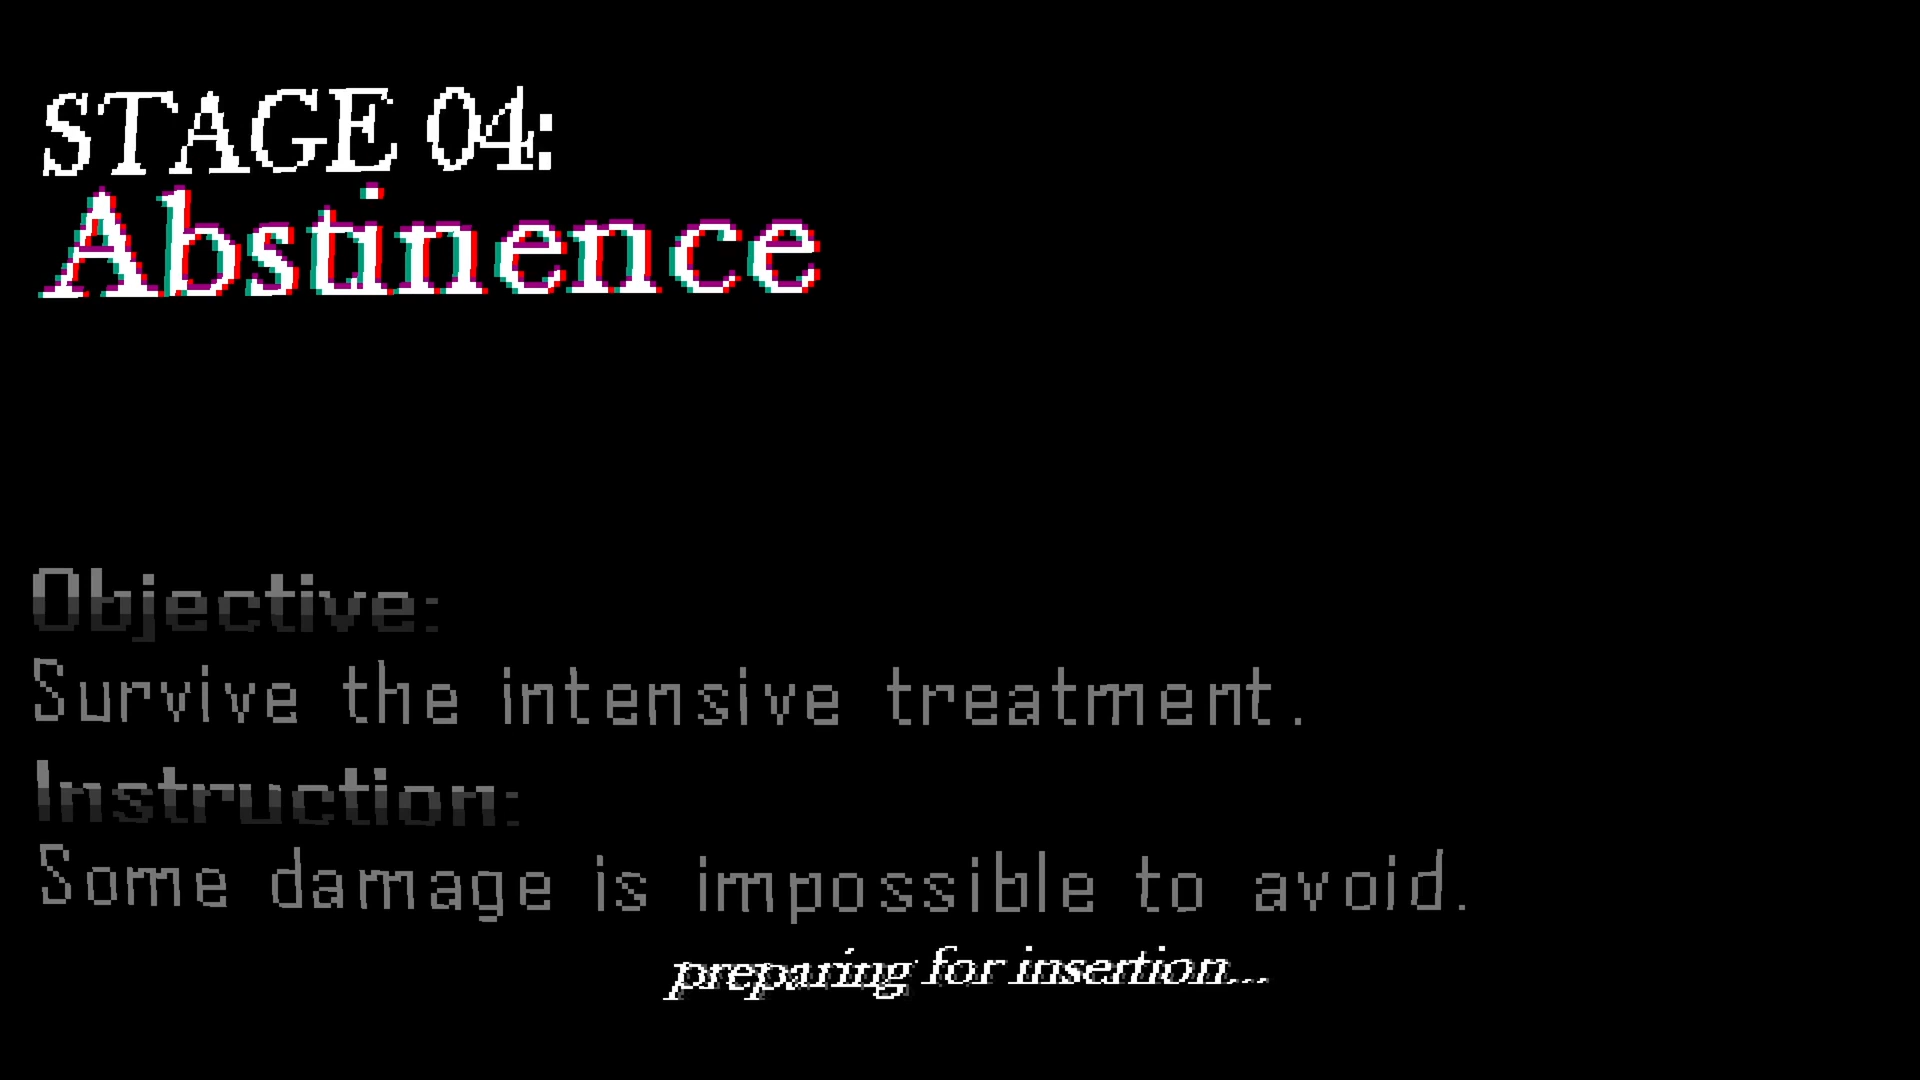 STAGE 04:
Abstinence
Objective:
Survive the intensive treatment.
Instruction:
Some damage is impossible to avoid.
preparing for insertion...